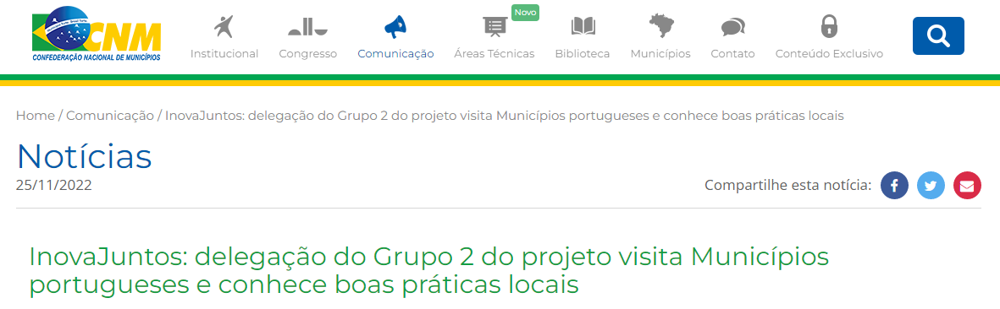 CNM
CONFEDERAÇÃO NACIONAL DE MUNICÍPIOS
Novo
Institucional
Congresso
Comunicação
Áreas Técnicas
Biblioteca
Municípios
Contato
Conteúdo Exclusivo
Home / Comunicação / InovaJuntos: delegação do Grupo 2 do projeto visita Municípios portugueses e conhece boas práticas locais
Notícias
25/11/2022
Compartilhe esta notícia:
InovaJuntos: delegação do Grupo 2 do projeto visita Municípios
portugueses e conhece boas práticas locais